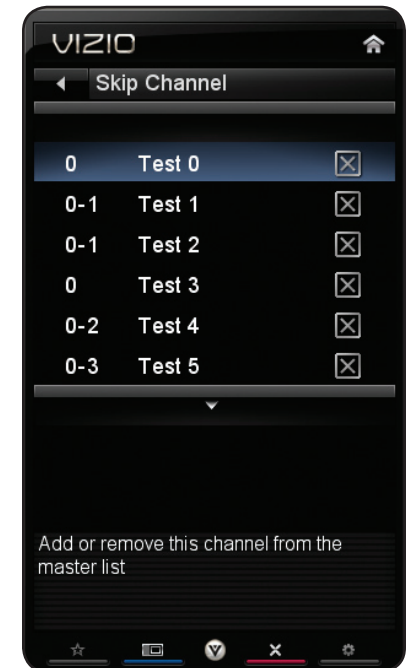 VIZIO
Skip Channel
0 Test 0
0-1 Test 1
0-1 Test 2
0 Test 3
0-2 Test 4
0-3 Test 5
Add or remove this channel from the
master list
V